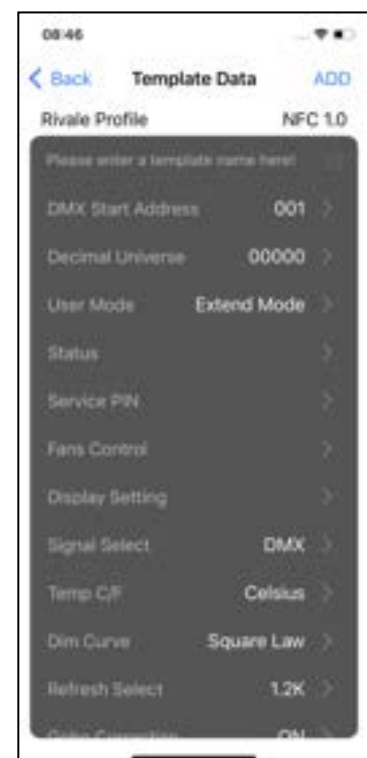 08:46
Back Template Data ADD
Rivale Profile NFC 1.0
Please enter a template name here!
DMX Start Address 001
Decimal Universe 00000
User Mode Extend Mode
Status
Service PIN
Fans Control
Display Setting
Signal Select DMX
Temp C/F Celsius
Dim Curve Square Law
Refresh Select 1.2K
ON